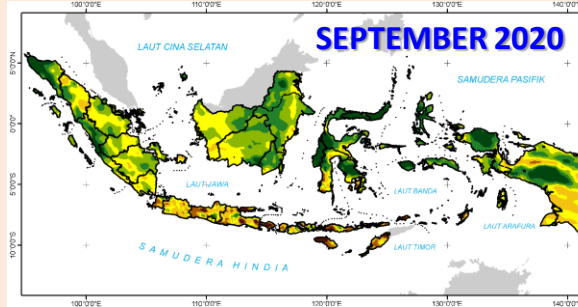 100°0'0"E 110°0'0"E 120°0'0"E 130°0'0"E 140°0'0"
SEPTEMBER 2020
LAUT CINA SELATAN
SAMUDERA PASIFIK
5°0'0"N
0°0'0"
5°0'0"S
10°0'0"S
LAUT JAWA
LAUT BANDA
LAUT ARAFURA
LAUT TIMOR
SAMUDERA HINDIA
100°0'0"E 110°0'0"E 120°0'0"E 130°0'0"E 140°0'0"